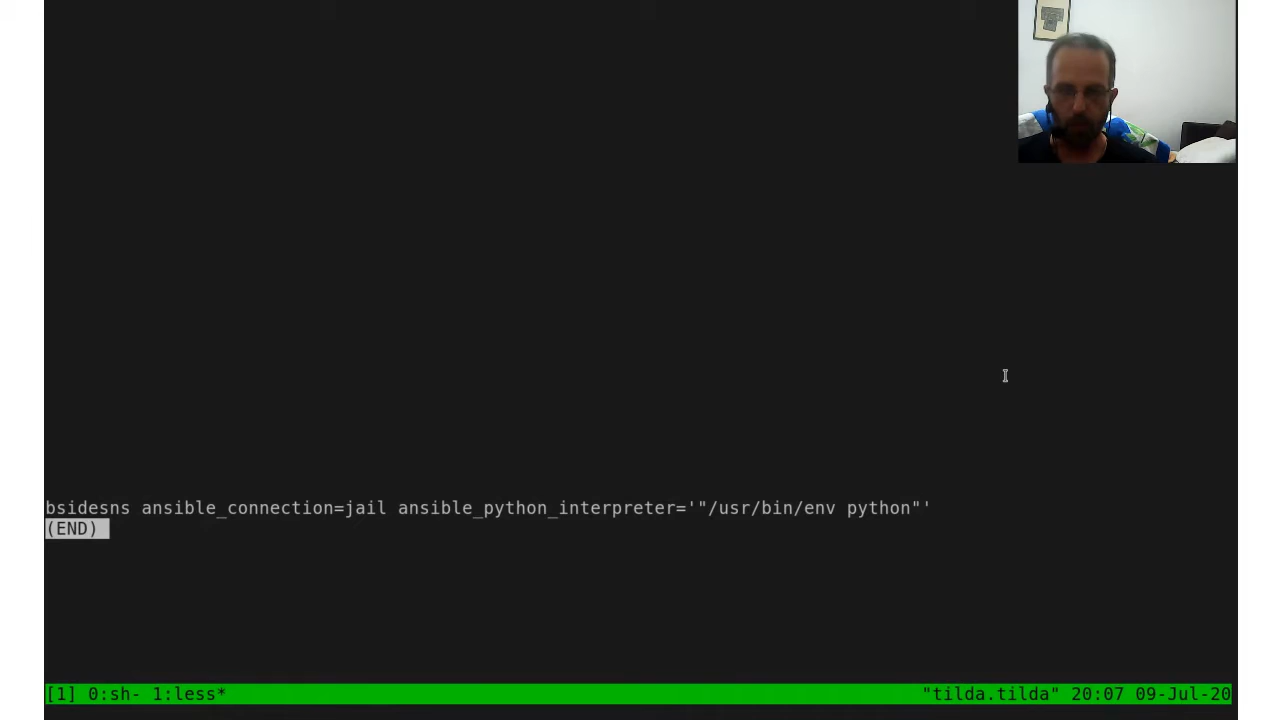 bsidesns ansible_connection=jail ansible_python_interpreter='"/usr/bin/env python"'
(END)
[1] 0:sh- 1:less* "tilda.tilda" 20:07 09-Jul-20